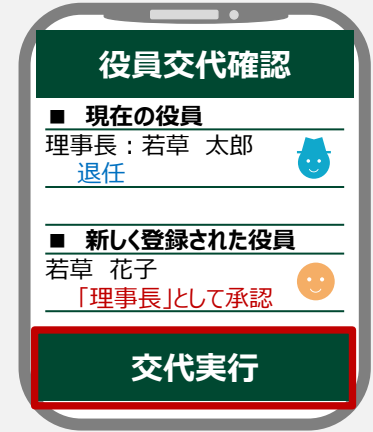 役員交代確認
■ 現在の役員
理事長：若草 太郎
退任
■ 新しく登録された役員
若草 花子
「理事長」として承認
交代実行